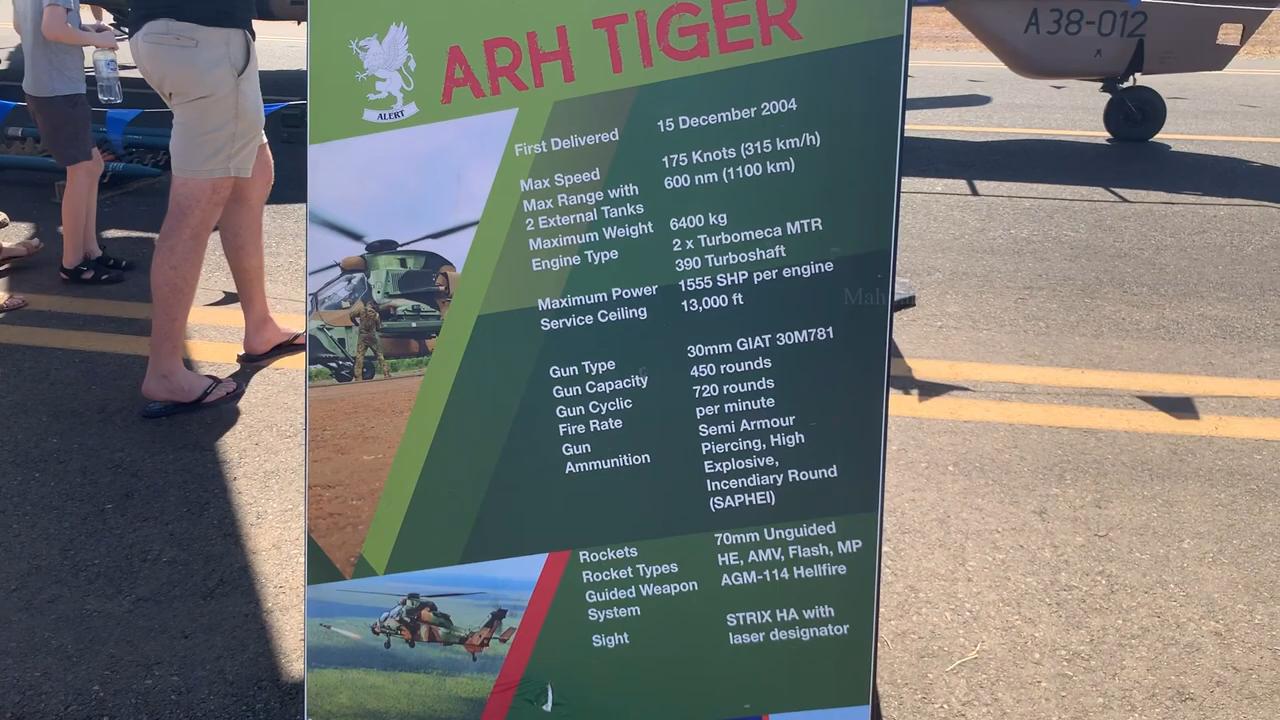 ARH TIGER
ALERT
A38-012
First Delivered 15 December 2004
Max Speed 175 Knots (315 km/h)
Max Range with 600 nm (1100 km)
2 External Tanks
Maximum Weight 6400 kg
Engine Type 2 x Turbomeca MTR
390 Turboshaft
Maximum Power 1555 SHP per engine
Service Ceiling 13,000 ft
Gun Type 30mm GIAT 30M781
Gun Capacity 450 rounds
Gun Cyclic 720 rounds
Fire Rate per minute
Gun Semi Armour
Ammunition Piercing, High
Explosive,
Incendiary Round
(SAPHEI)
Rockets 70mm Unguided
Rocket Types HE, AMV, Flash, MP
Guided Weapon AGM-114 Hellfire
System
Sight STRIX HA with
laser designator